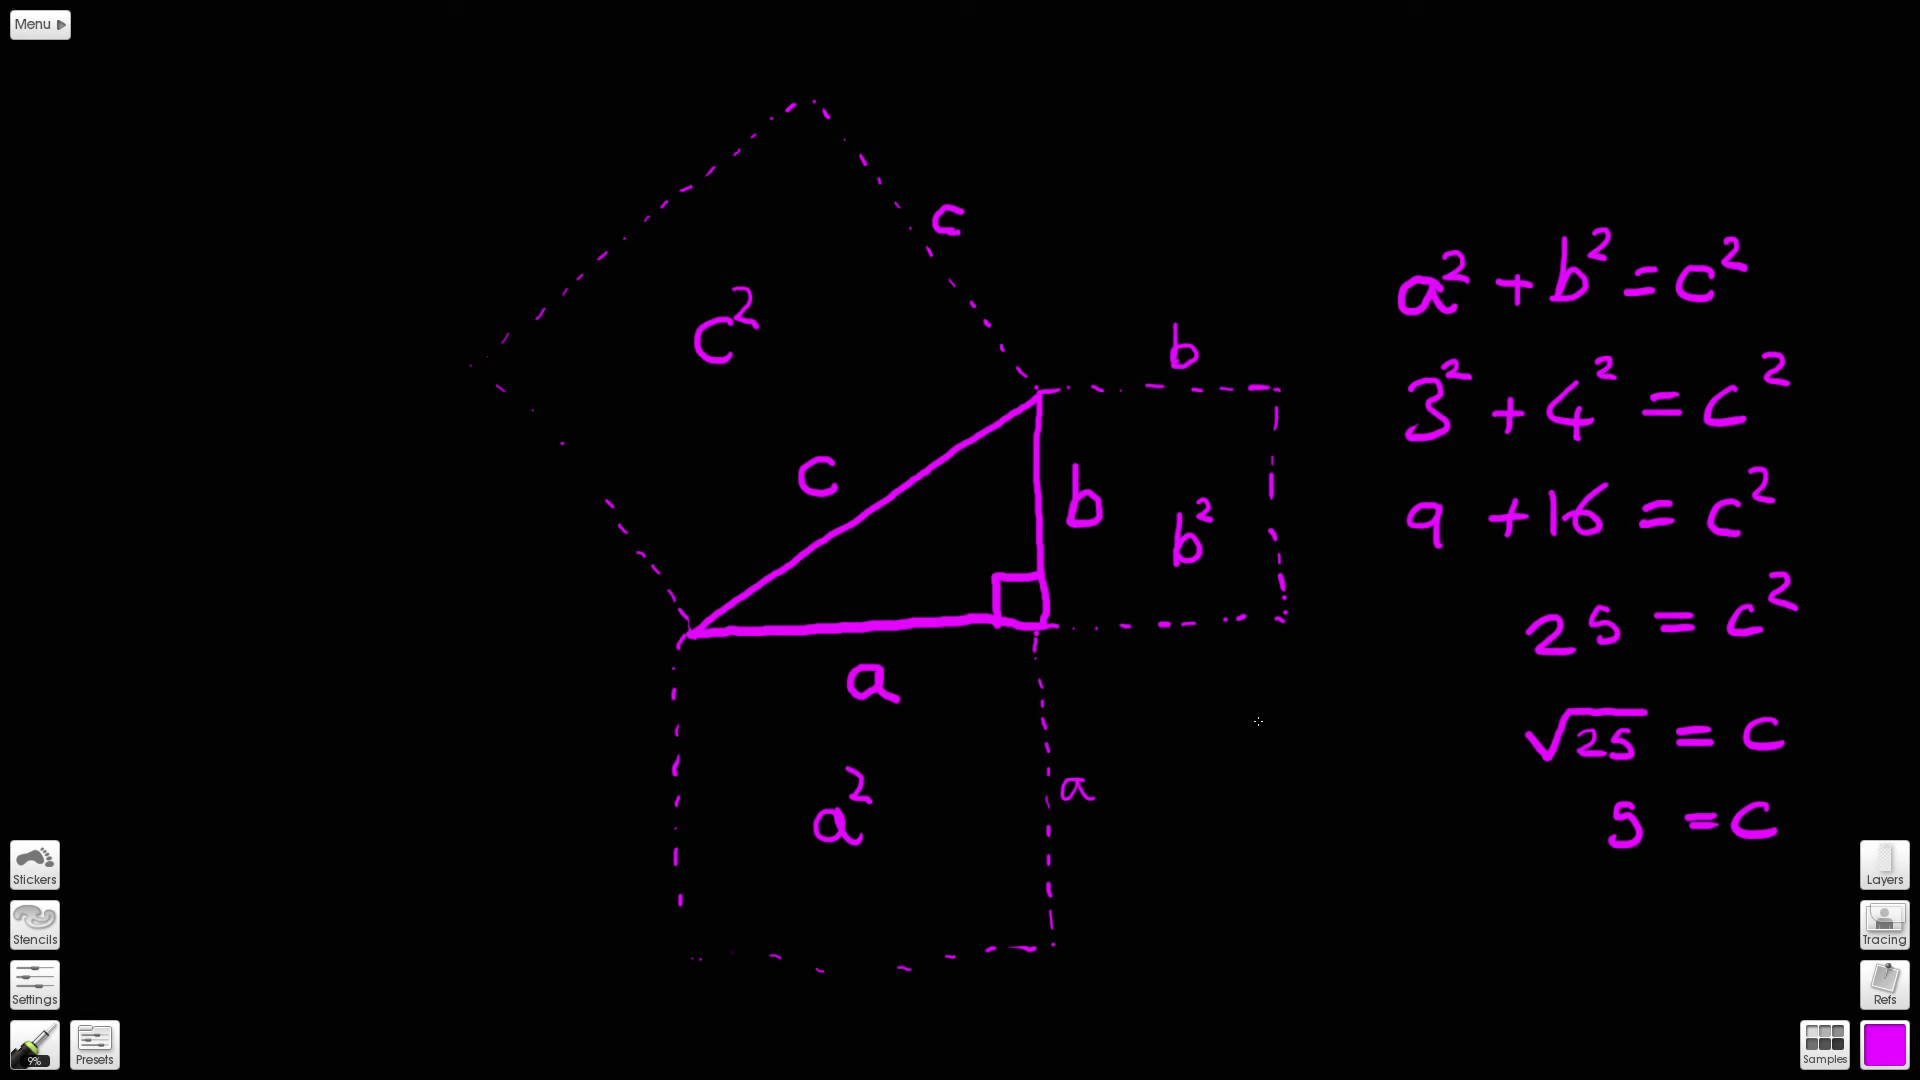 Menu
c
c²
b
c
b
b²
a
a²
a
a² + b² = c²
3² + 4² = c²
9 + 16 = c²
25 = c²
√25 = c
5 = c
Stickers
Stencils
Settings
9%
Presets
Layers
Tracing
Refs
Samples